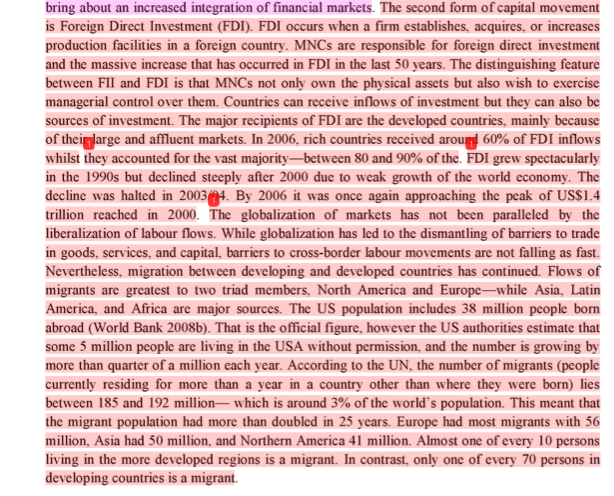 bring about an increased integration of financial markets. The second form of capital movement
is Foreign Direct Investment (FDI). FDI occurs when a firm establishes, acquires, or increases
production facilities in a foreign country. MNCs are responsible for foreign direct investment
and the massive increase that has occurred in FDI in the last 50 years. The distinguishing feature
between FII and FDI is that MNCs not only own the physical assets but also wish to exercise
managerial control over them. Countries can receive inflows of investment but they can also be
sources of investment. The major recipients of FDI are the developed countries, mainly because
of their large and affluent markets. In 2006, rich countries received around 60% of FDI inflows
whilst they accounted for the vast majority—between 80 and 90% of the. FDI grew spectacularly
in the 1990s but declined steeply after 2000 due to weak growth of the world economy. The
decline was halted in 2003/04. By 2006 it was once again approaching the peak of US$1.4
trillion reached in 2000. The globalization of markets has not been paralleled by the
liberalization of labour flows. While globalization has led to the dismantling of barriers to trade
in goods, services, and capital, barriers to cross-border labour movements are not falling as fast.
Nevertheless, migration between developing and developed countries has continued. Flows of
migrants are greatest to two triad members, North America and Europe—while Asia, Latin
America, and Africa are major sources. The US population includes 38 million people born
abroad (World Bank 2008b). That is the official figure, however the US authorities estimate that
some 5 million people are living in the USA without permission, and the number is growing by
more than quarter of a million each year. According to the UN, the number of migrants (people
currently residing for more than a year in a country other than where they were born) lies
between 185 and 192 million— which is around 3% of the world's population. This meant that
the migrant population had more than doubled in 25 years. Europe had most migrants with 56
million, Asia had 50 million, and Northern America 41 million. Almost one of every 10 persons
living in the more developed regions is a migrant. In contrast, only one of every 70 persons in
developing countries is a migrant.